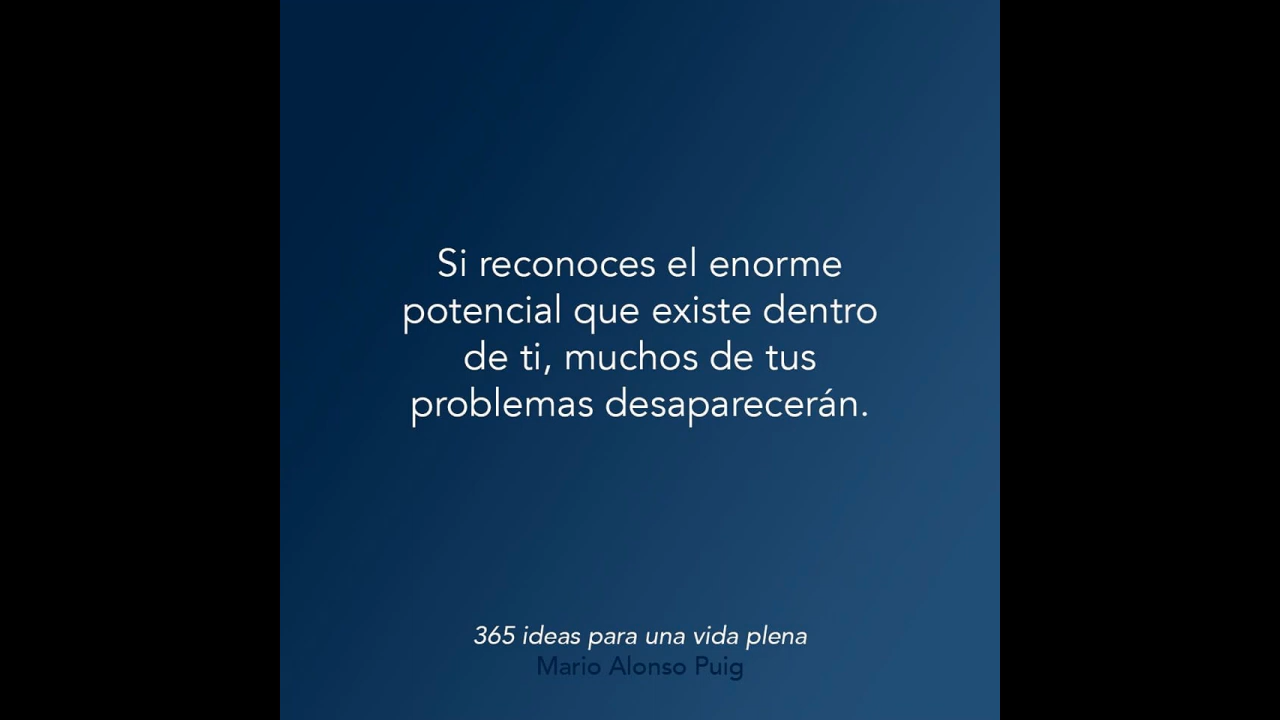 Si reconoces el enorme
potencial que existe dentro
de ti, muchos de tus
problemas desaparecerán.
365 ideas para una vida plena
Mario Alonso Puig